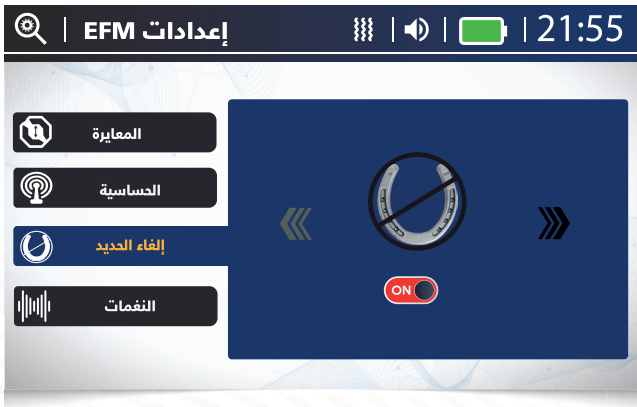 إعدادات EFM
21:55
المعايرة
الحساسية
إلغاء الحديد
النغمات
ON